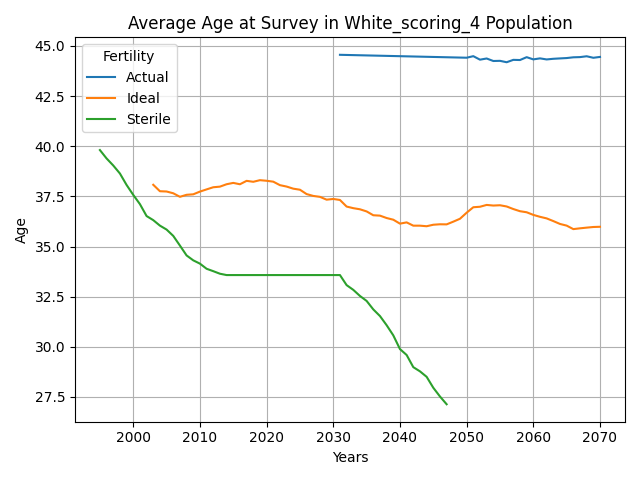 Average Age at Survey in White_scoring_4 Population
Fertility
Actual
Ideal
Sterile
Age
45.0
42.5
40.0
37.5
35.0
32.5
30.0
27.5
2000 2010 2020 2030 2040 2050 2060 2070
Years